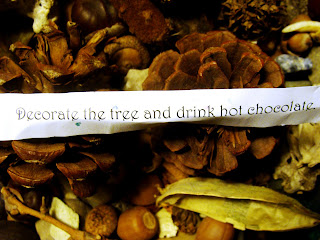 Decorate the tree and drink hot chocolate.